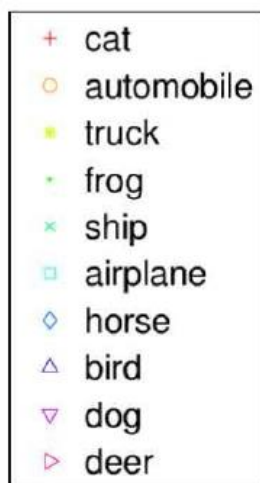 cat
automobile
truck
frog
ship
airplane
horse
bird
dog
deer